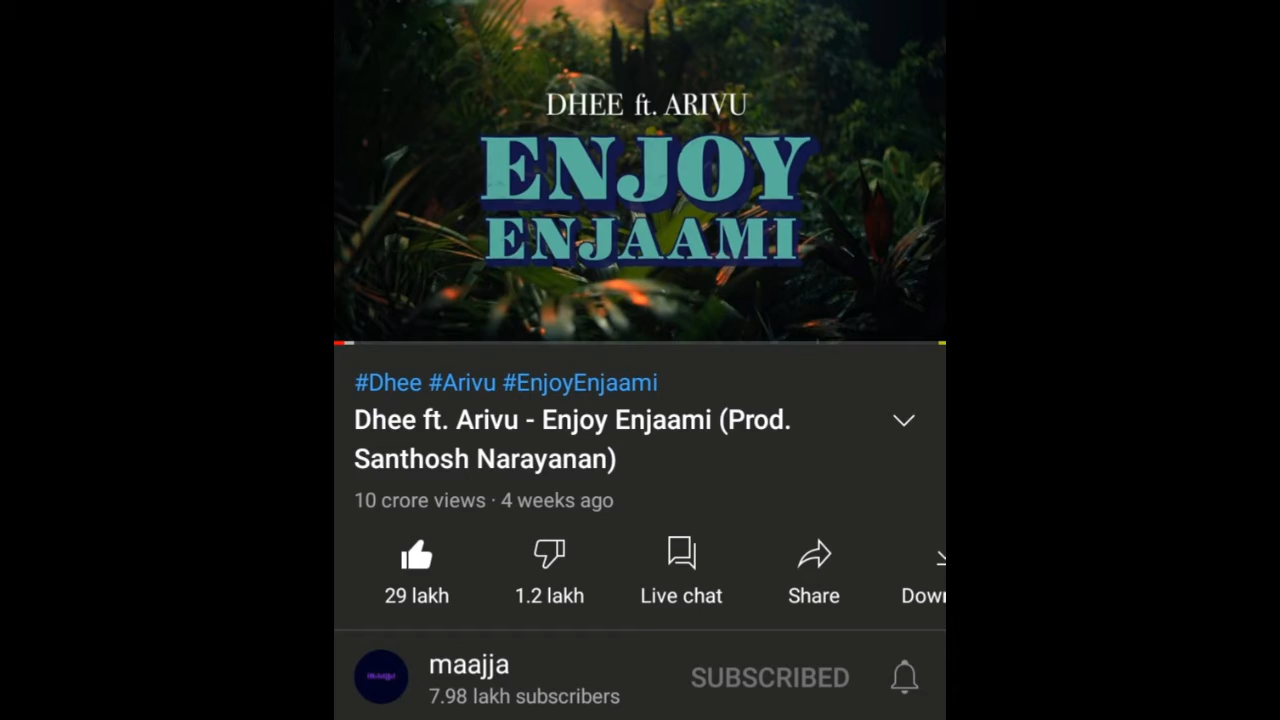 DHEE ft. ARIVU
ENJOY
ENJAAMI
#Dhee #Arivu #EnjoyEnjaami
Dhee ft. Arivu - Enjoy Enjaami (Prod.
Santhosh Narayanan)
10 crore views · 4 weeks ago
29 lakh 1.2 lakh Live chat Share Down
maajja SUBSCRIBED
7.98 lakh subscribers